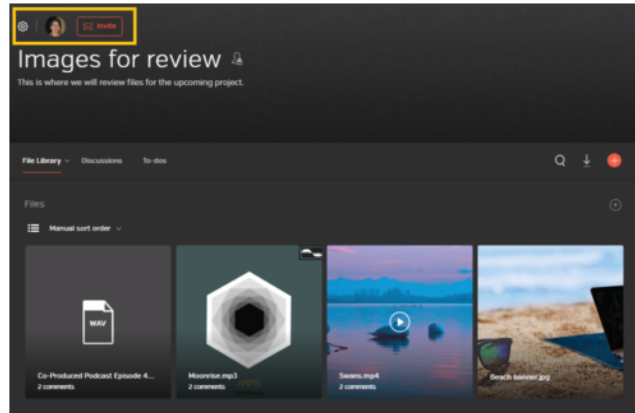 Invite
Images for review
This is where we will review files for the upcoming project.
File Library Discussions To-dos
Files
Manual sort order
WAV
Co-Produced Podcast Episode 4...
2 comments
Moonrise.mp3
2 comments
Swans.mp4
2 comments
Beach banner.jpg